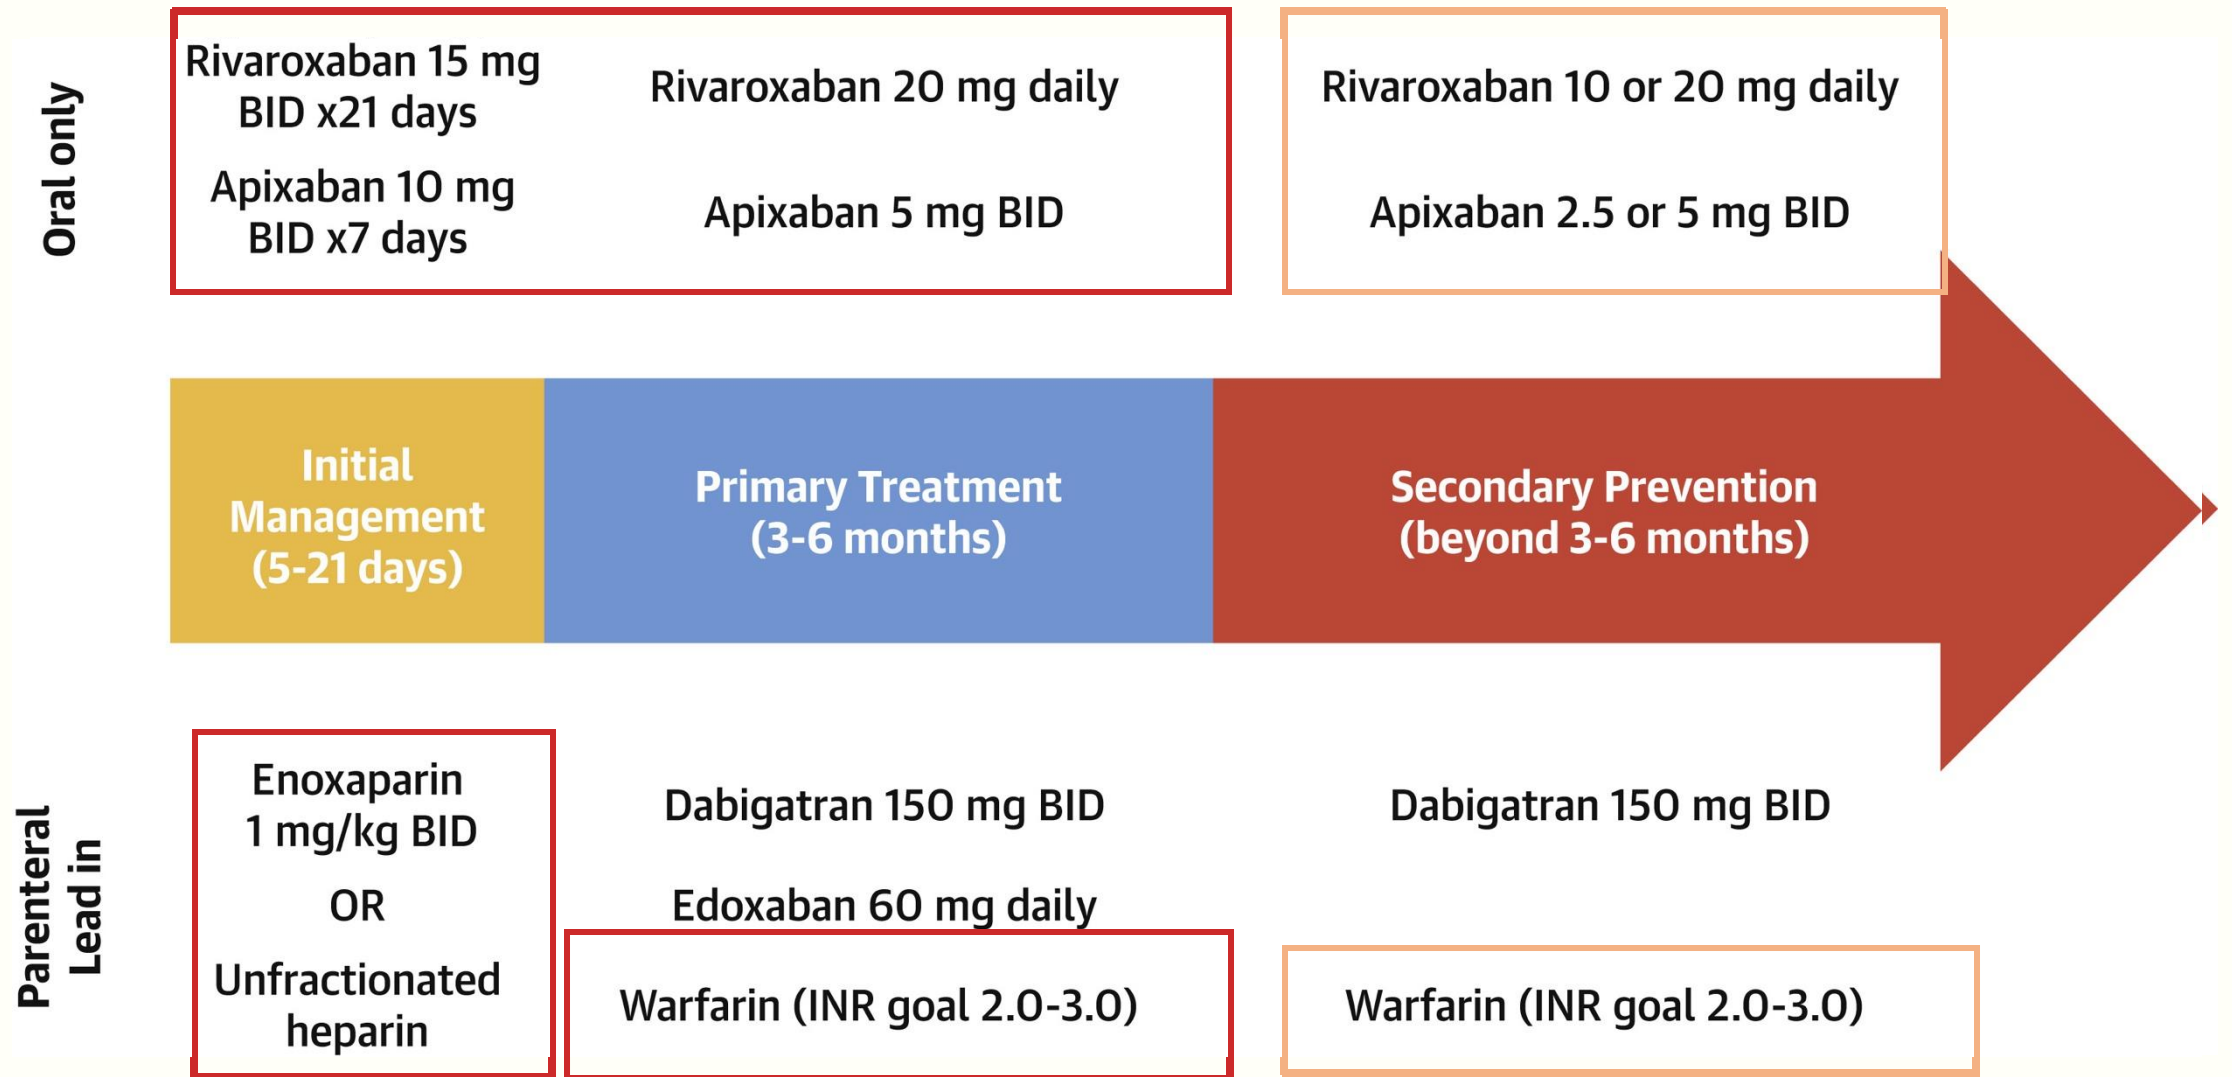 Oral only
Rivaroxaban 15 mg
BID x21 days
Rivaroxaban 20 mg daily
Rivaroxaban 10 or 20 mg daily
Apixaban 10 mg
BID x7 days
Apixaban 5 mg BID
Apixaban 2.5 or 5 mg BID
Initial
Management
(5-21 days)
Primary Treatment
(3-6 months)
Secondary Prevention
(beyond 3-6 months)
Parenteral
Lead in
Enoxaparin
1 mg/kg BID
OR
Unfractionated
heparin
Dabigatran 150 mg BID
Edoxaban 60 mg daily
Warfarin (INR goal 2.0-3.0)
Dabigatran 150 mg BID
Warfarin (INR goal 2.0-3.0)